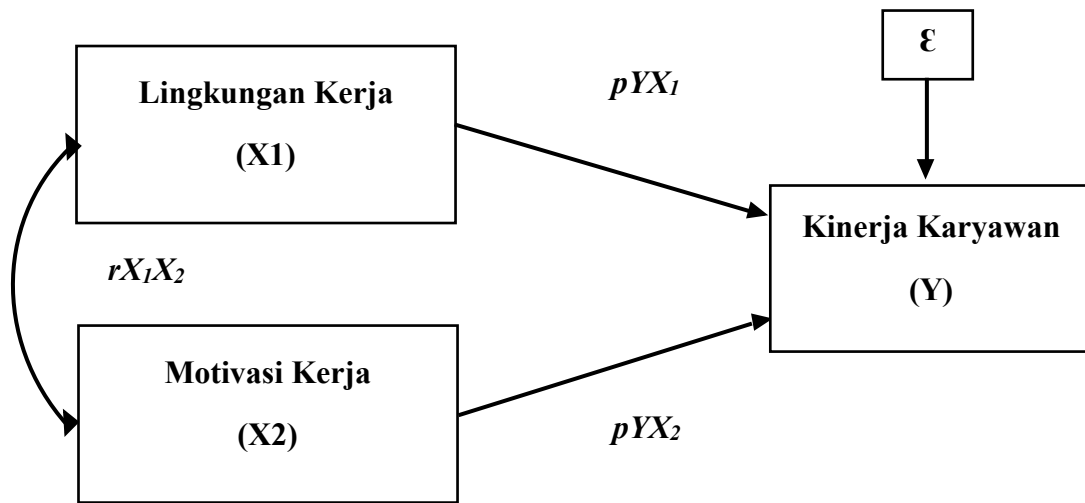 Lingkungan Kerja
(X1)
pYX₁
ε
Kinerja Karyawan
(Y)
rX₁X₂
Motivasi Kerja
(X2)
pYX₂